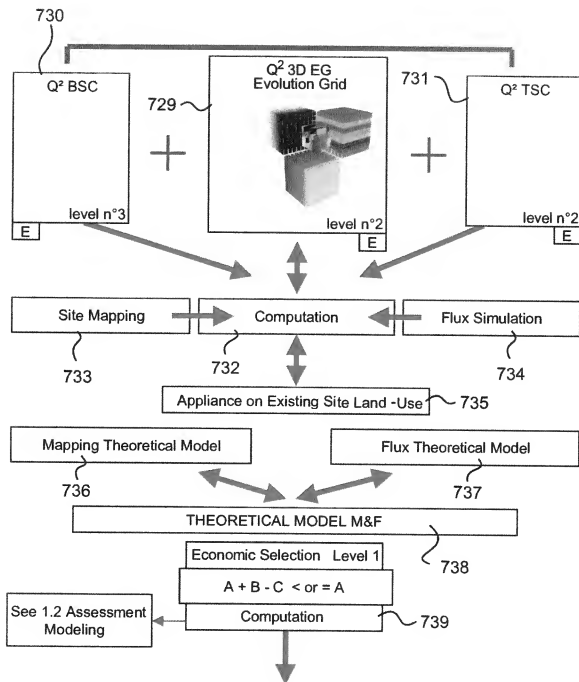 730
Q² BSC
level n°3
E
729
Q² 3D EG
Evolution Grid
level n°2
E
731
Q² TSC
level n°2
E
Site Mapping
Computation
Flux Simulation
733
732
734
Appliance on Existing Site Land -Use
735
Mapping Theoretical Model
Flux Theoretical Model
736
737
THEORETICAL MODEL M&F
738
Economic Selection Level 1
A + B - C < or = A
Computation
739
See 1.2 Assessment
Modeling